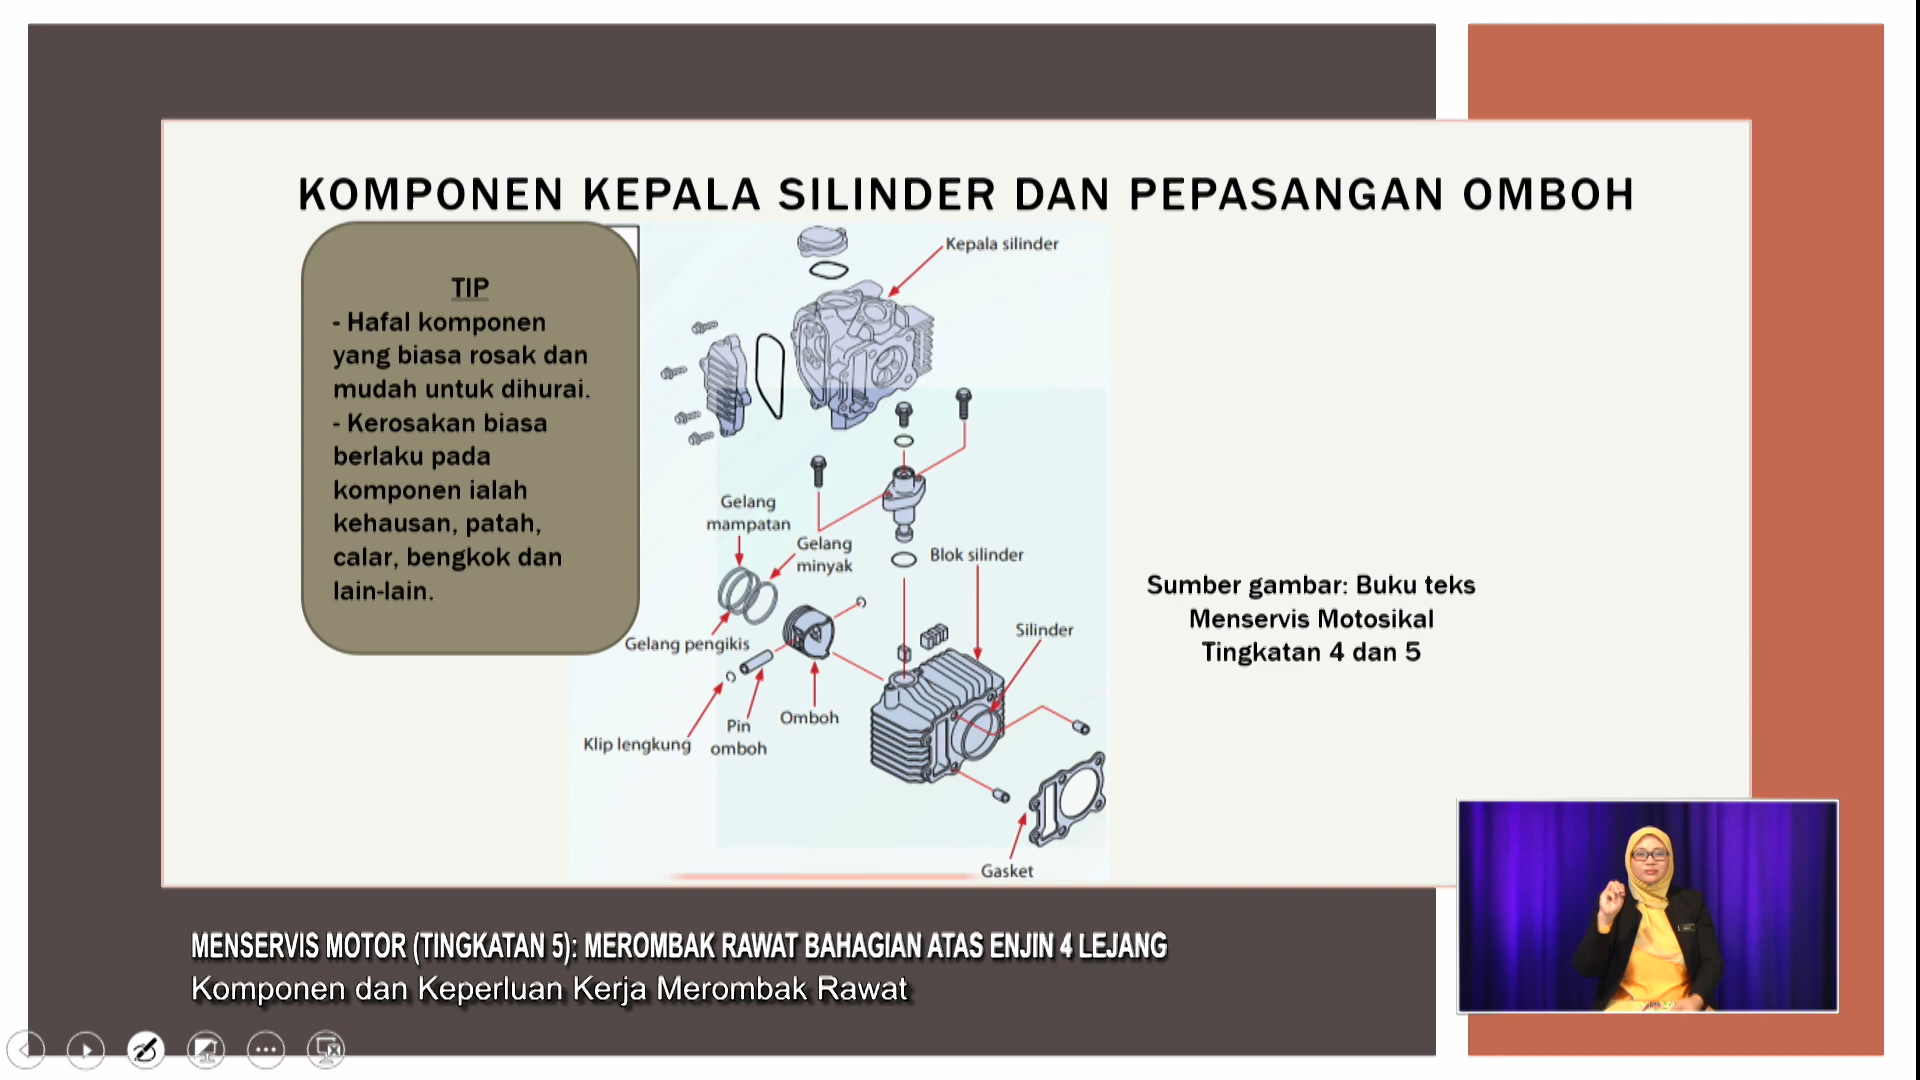 KOMPONEN KEPALA SILINDER DAN PEPASANGAN OMBOH
TIP
- Hafal komponen
yang biasa rosak dan
mudah untuk dihurai.
- Kerosakan biasa
berlaku pada
komponen ialah
kehausan, patah,
calar, bengkok dan
lain-lain.
Kepala silinder
Gelang
mampatan
Gelang
minyak
Blok silinder
Gelang pengikis
Silinder
Klip lengkung
Pin
omboh
Omboh
Gasket
Sumber gambar: Buku teks
Menservis Motosikal
Tingkatan 4 dan 5
MENSERVIS MOTOR (TINGKATAN 5): MEROMBAK RAWAT BAHAGIAN ATAS ENJIN 4 LEJANG
Komponen dan Keperluan Kerja Merombak Rawat